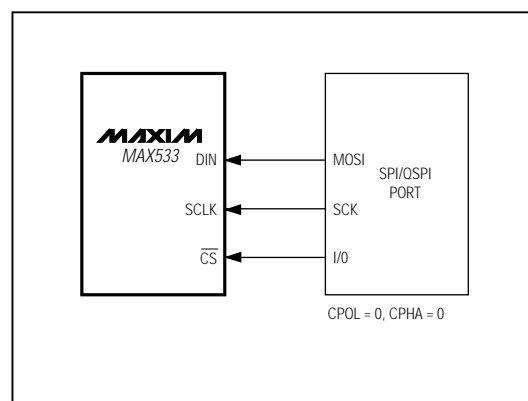 MAXIM
MAX533
DIN
SCLK
CS
MOSI
SCK
I/0
SPI/QSPI
PORT
CPOL = 0, CPHA = 0